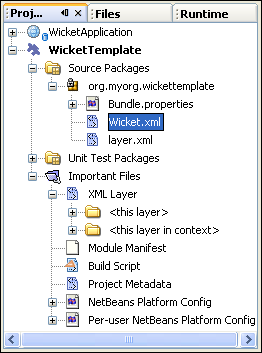 Proj... Files Runtime
WicketApplication
WicketTemplate
Source Packages
org.myorg.wickettemplate
Bundle.properties
Wicket.xml
layer.xml
Unit Test Packages
Important Files
XML Layer
<this layer>
<this layer in context>
Module Manifest
Build Script
Project Metadata
NetBeans Platform Config
Per-user NetBeans Platform Config